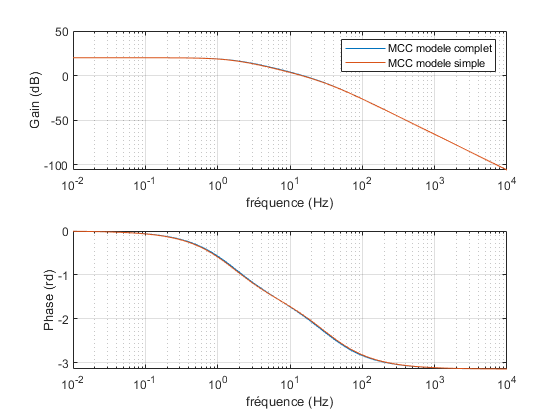 50
0
-50
-100
Gain (dB)
MCC modele complet
MCC modele simple
10^-2 10^-1 10^0 10^1 10^2 10^3 10^4
fréquence (Hz)
0
-1
-2
-3
Phase (rd)
10^-2 10^-1 10^0 10^1 10^2 10^3 10^4
fréquence (Hz)